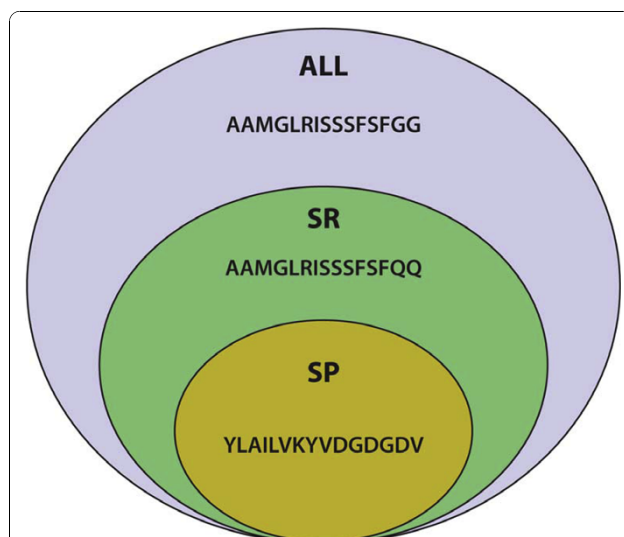 ALL
AAMGLRISSSFSFGG
SR
AAMGLRISSSFSFQQ
SP
YLAILVKYVDGDGDV